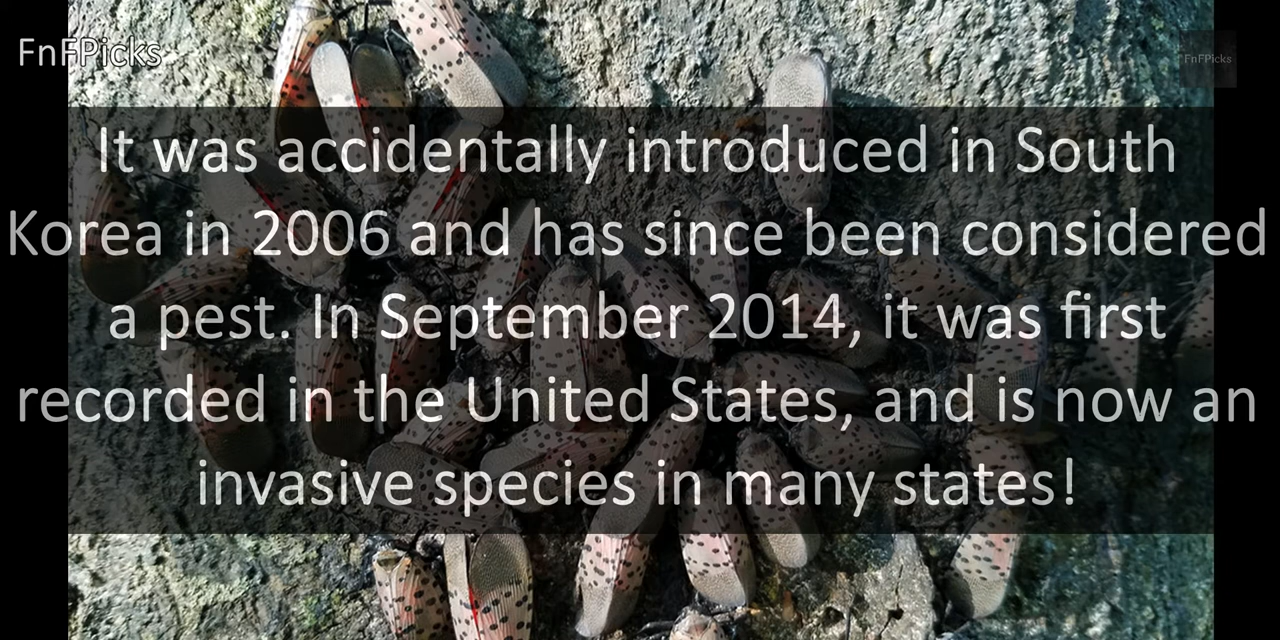 FnFPicks
FnFPicks
It was accidentally introduced in South
Korea in 2006 and has since been considered
a pest. In September 2014, it was first
recorded in the United States, and is now an
invasive species in many states!